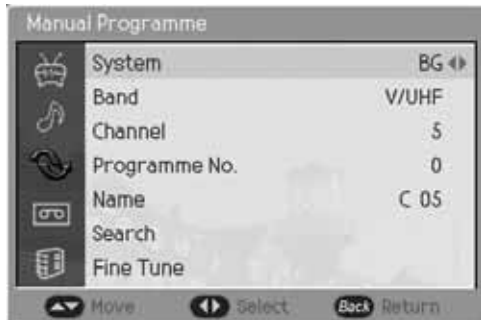 Manual Programme
System BG
Band V/UHF
Channel 5
Programme No. 0
Name C 05
Search
Fine Tune
Move Select Back Return